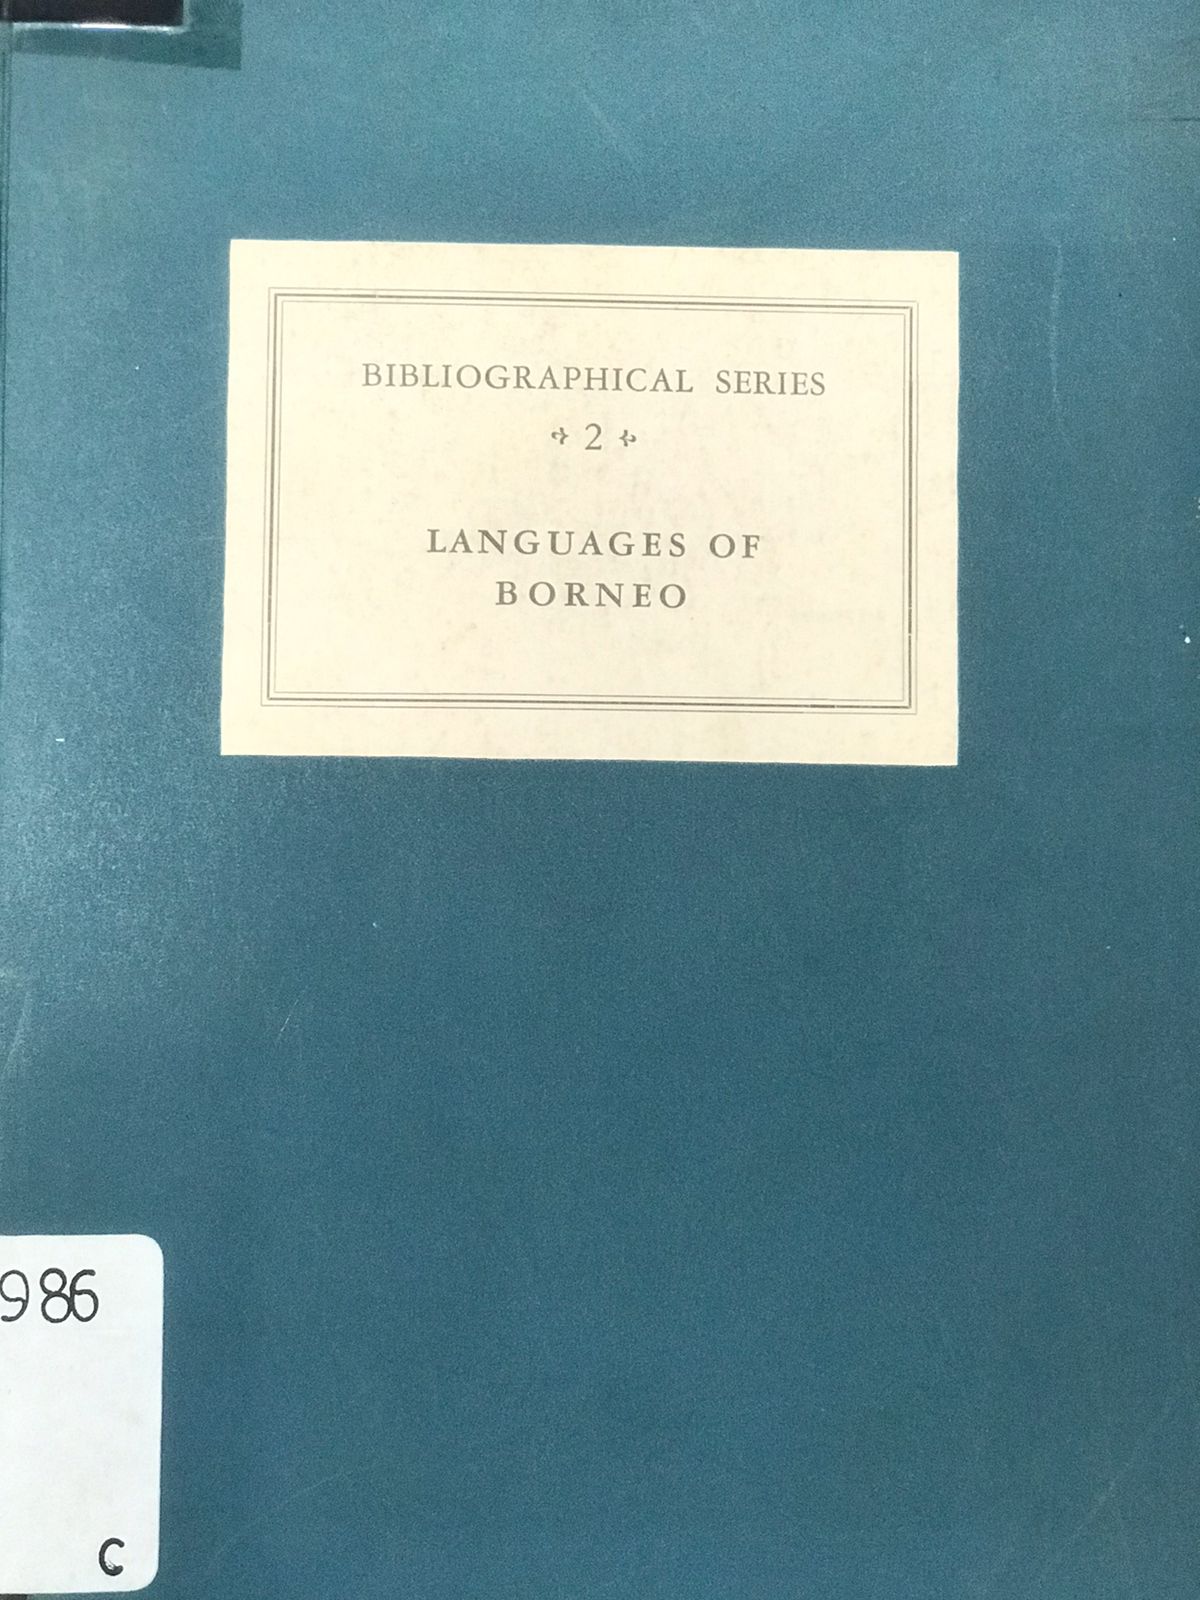 BIBLIOGRAPHICAL SERIES
2
LANGUAGES OF
BORNEO
986
C